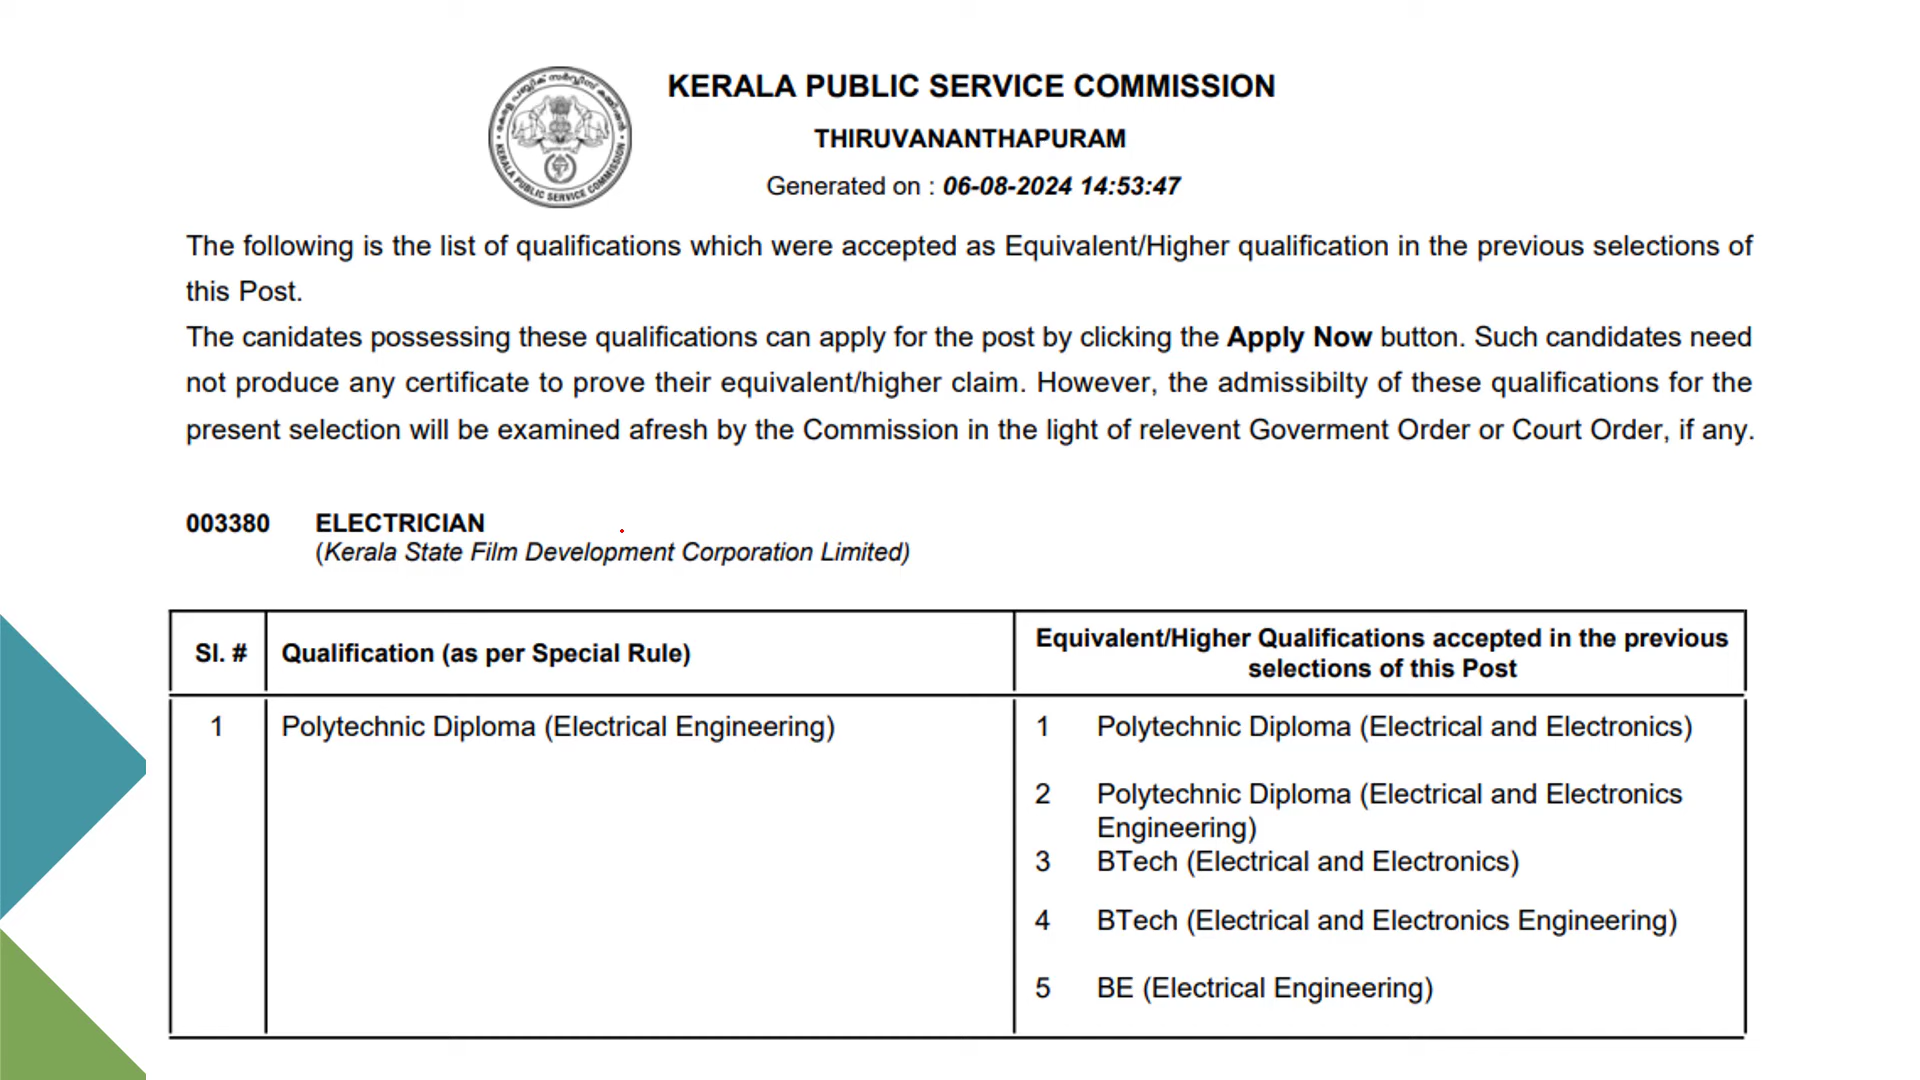 KERALA PUBLIC SERVICE COMMISSION
THIRUVANANTHAPURAM
Generated on : 06-08-2024 14:53:47
KERALA PUBLIC SERVICE COMMISSION
The following is the list of qualifications which were accepted as Equivalent/Higher qualification in the previous selections of
this Post.
The canidates possessing these qualifications can apply for the post by clicking the Apply Now button. Such candidates need
not produce any certificate to prove their equivalent/higher claim. However, the admissibilty of these qualifications for the
present selection will be examined afresh by the Commission in the light of relevent Goverment Order or Court Order, if any.
003380 ELECTRICIAN
(Kerala State Film Development Corporation Limited)
Sl. # Qualification (as per Special Rule) Equivalent/Higher Qualifications accepted in the previous
selections of this Post
1 Polytechnic Diploma (Electrical Engineering) 1 Polytechnic Diploma (Electrical and Electronics)
2 Polytechnic Diploma (Electrical and Electronics
Engineering)
3 BTech (Electrical and Electronics)
4 BTech (Electrical and Electronics Engineering)
5 BE (Electrical Engineering)